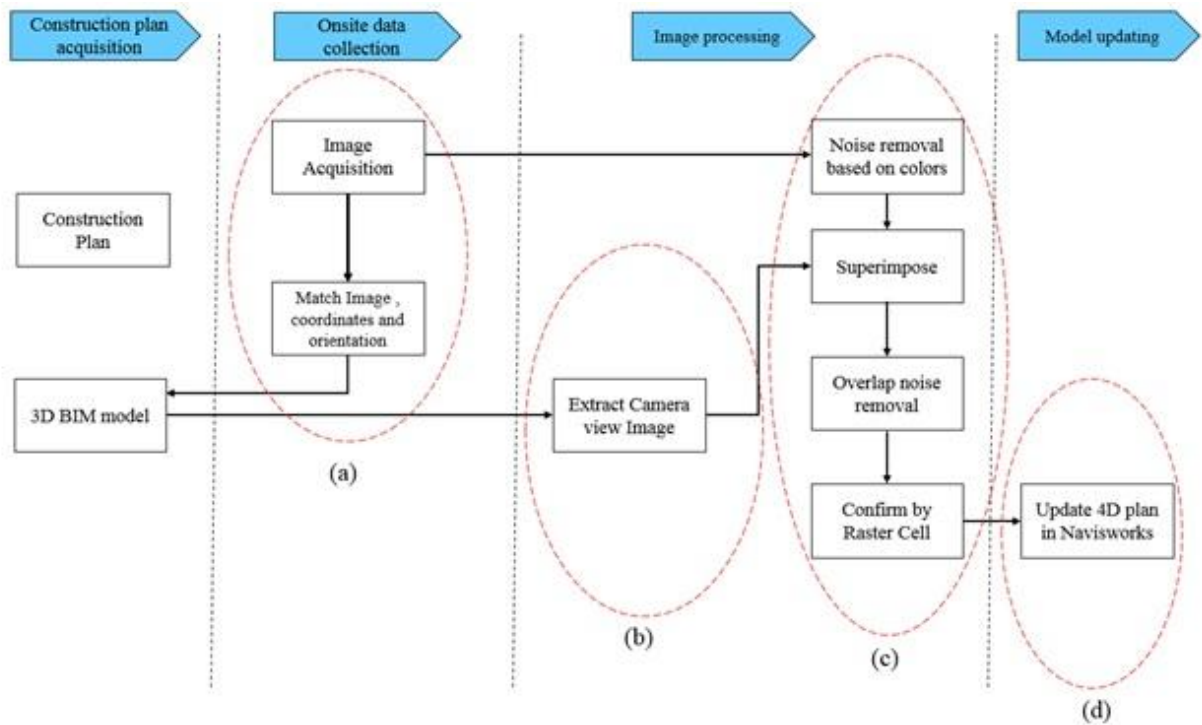 Construction plan
acquisition
Onsite data
collection
Image processing
Model updating
Image
Acquisition
Noise removal
based on colors
Construction
Plan
Superimpose
Match Image ,
coordinates and
orientation
3D BIM model
Extract Camera
view Image
Overlap noise
removal
(a)
Confirm by
Raster Cell
Update 4D plan
in Navisworks
(b)
(c)
(d)